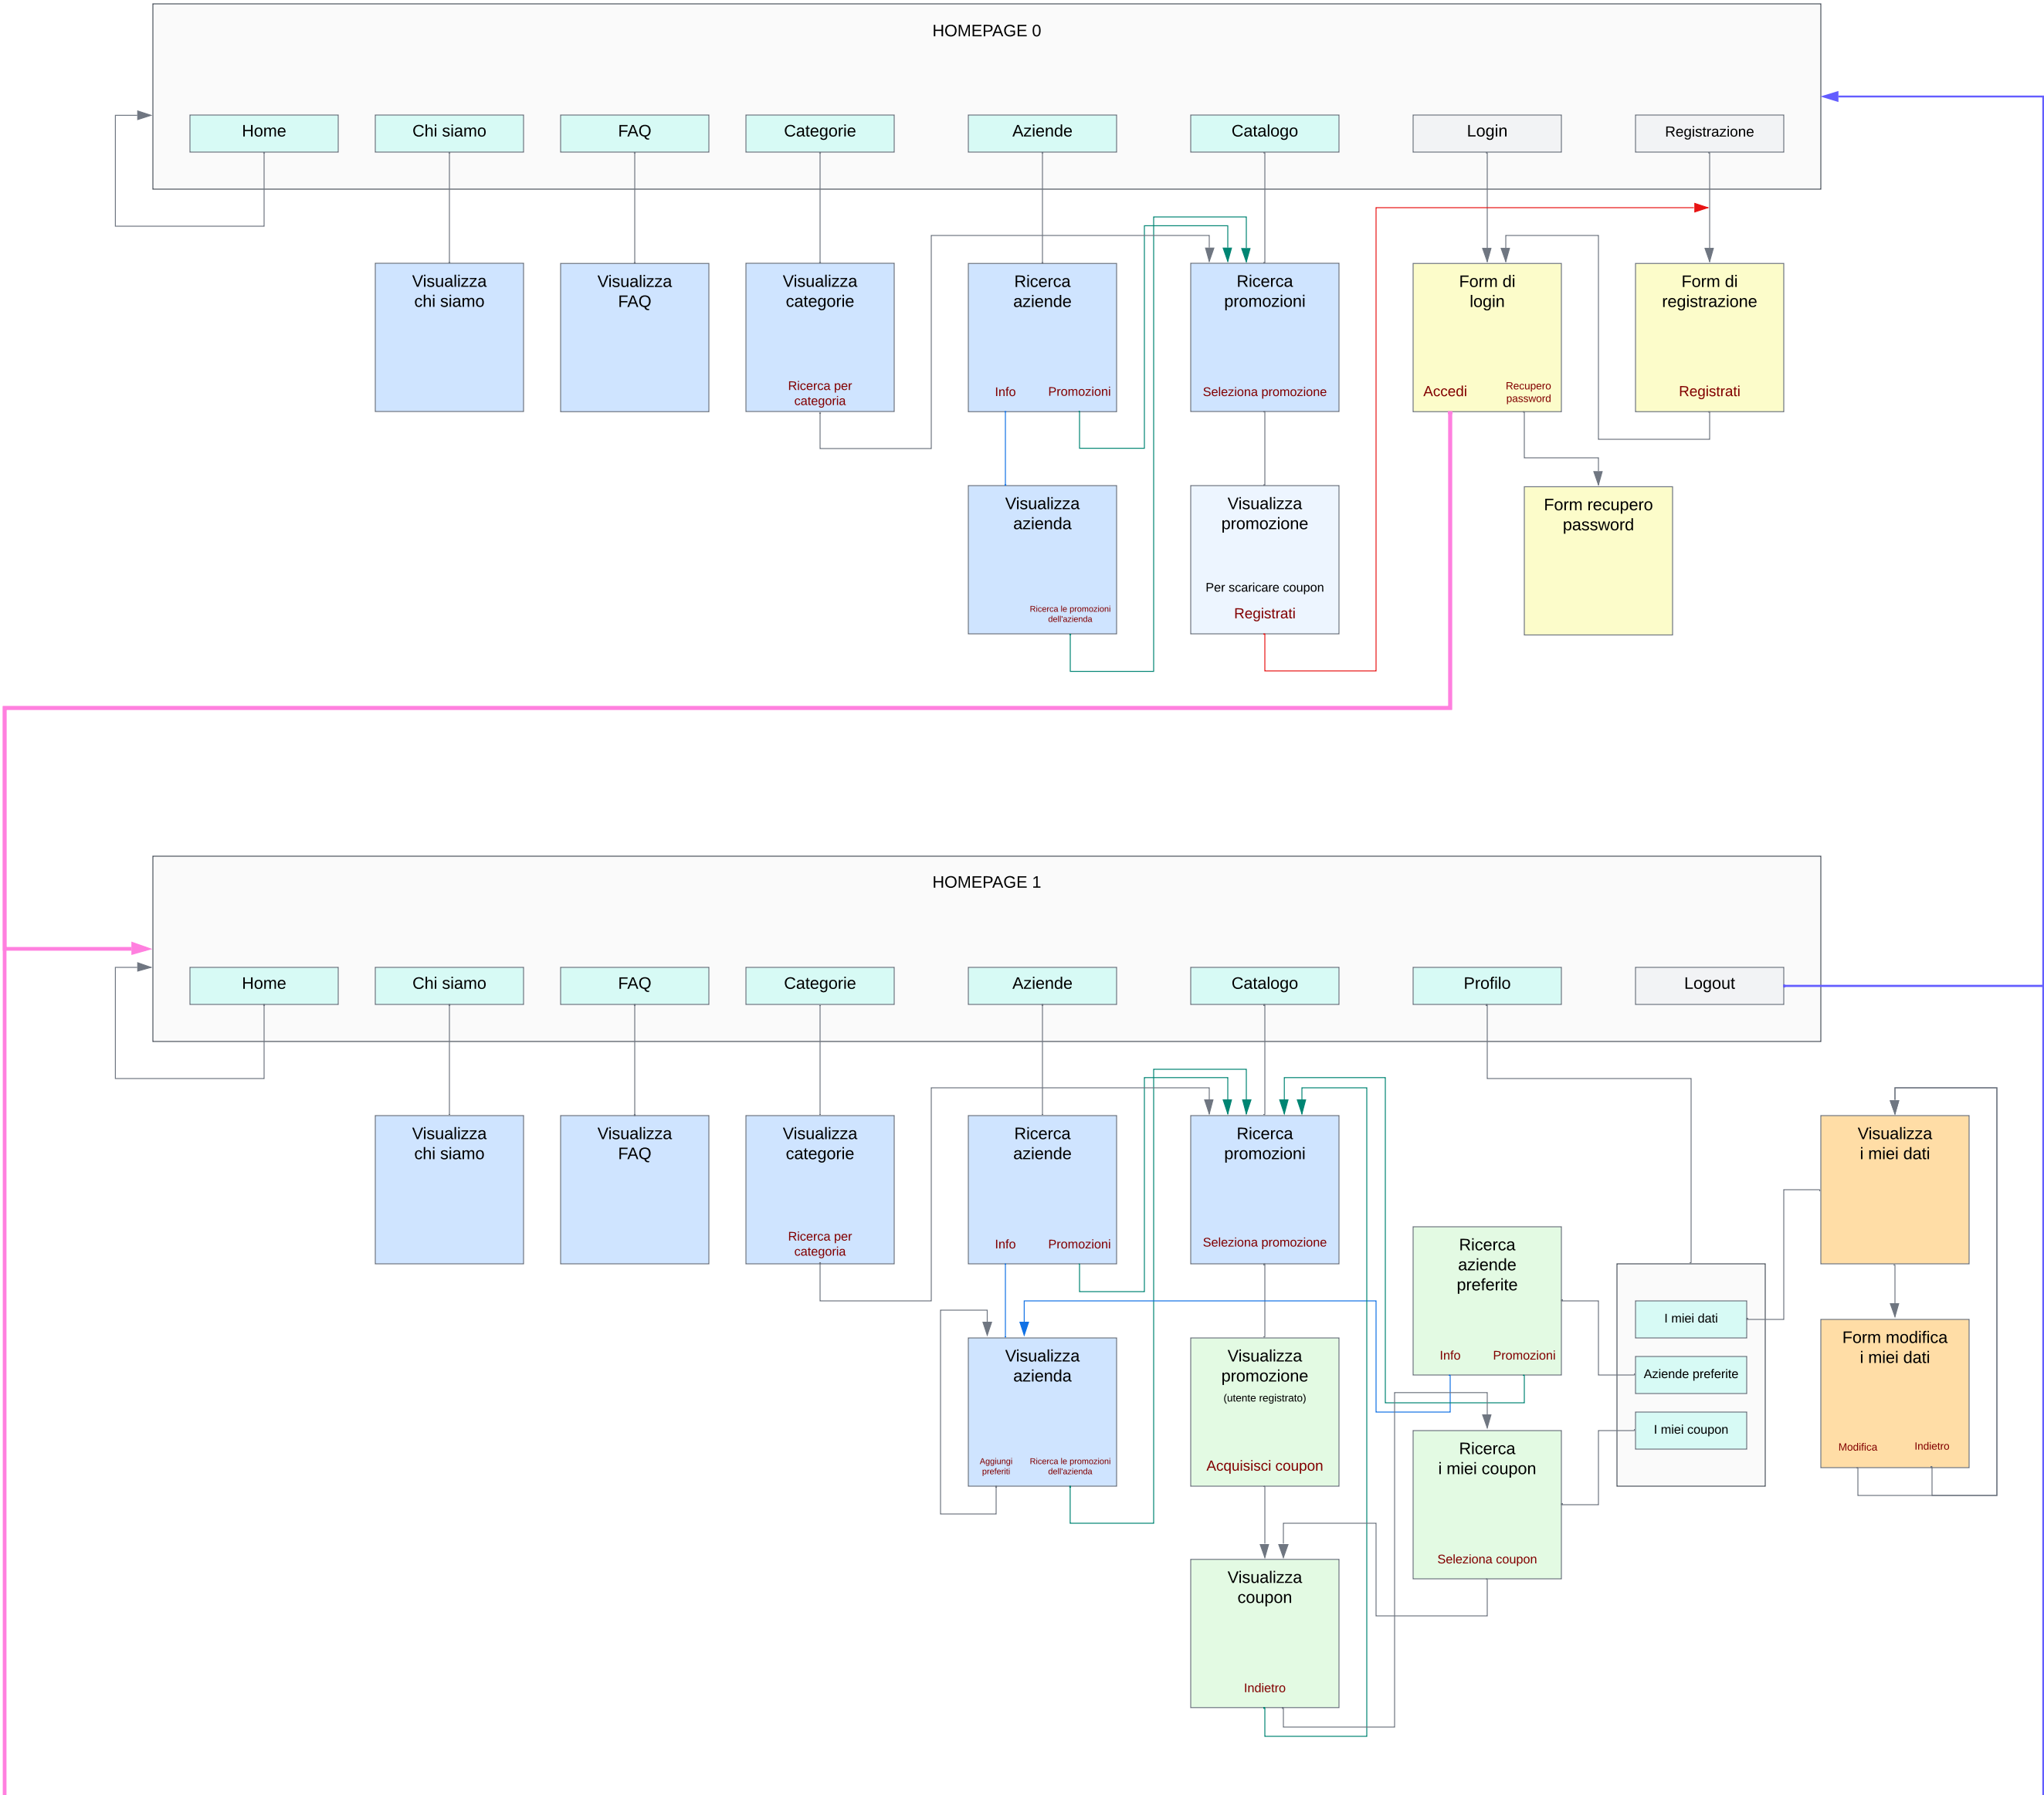 HOMEPAGE 0
Home
Chi siamo
FAQ
Categorie
Aziende
Catalogo
Login
Registrazione
Visualizza
chi siamo
Visualizza
FAQ
Visualizza
categorie
Ricerca per
categoria
Ricerca
aziende
Info
Promozioni
Ricerca
promozioni
Seleziona promozione
Form di
login
Accedi
Recupero
password
Form di
registrazione
Registrati
Visualizza
azienda
Ricerca le promozioni
dell'azienda
Visualizza
promozione
Per scaricare coupon
Registrati
Form recupero
password
HOMEPAGE 1
Home
Chi siamo
FAQ
Categorie
Aziende
Catalogo
Profilo
Logout
Visualizza
chi siamo
Visualizza
FAQ
Visualizza
categorie
Ricerca per
categoria
Ricerca
aziende
Info
Promozioni
Ricerca
promozioni
Seleziona promozione
Ricerca
aziende
preferite
Info
Promozioni
I miei dati
Aziende preferite
I miei coupon
Visualizza
i miei dati
Form modifica
i miei dati
Modifica
Indietro
Visualizza
azienda
Aggiungi
preferiti
Ricerca le promozioni
dell'azienda
Visualizza
promozione
(utente registrato)
Acquisisci coupon
Ricerca
i miei coupon
Seleziona coupon
Visualizza
coupon
Indietro